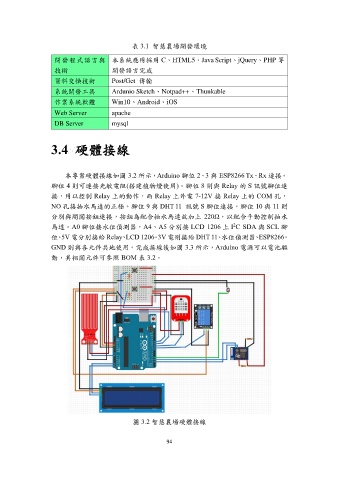 表 3.1 智慧農場開發環境
開發程式語言與技術
本系統應用採用 C、HTML5、Java Script、jQuery、PHP 等開發語言完成
資料交換技術
Post/Get 傳輸
系統開發工具
Arduino Sketch、Notpad++、Thunkable
作業系統軟體
Win10、Android、iOS
Web Server
apache
DB Server
mysql
3.4 硬體接線
本專案硬體接線如圖 3.2 所示，Arduino 腳位 2、3 與 ESP8266 Tx、Rx 連接，
腳位 4 則可連接光敏電阻(搭建植物燈使用)，腳位 8 則與 Relay 的 S 訊號腳位連
接，用以控制 Relay 上的動作，而 Relay 上外電 7-12V 接 Relay 上的 COM 孔，
NO 孔接抽水馬達的正極，腳位 9 與 DHT 11 訊號 S 腳位連接，腳位 10 與 11 則
分別與開關按鈕連接，按鈕為配合抽水馬達故加上 220Ω，以配合手動控制抽水
馬達，A0 腳位接水位偵測器，A4、A5 分別接 LCD 1206 上 I²C SDA 與 SCL 腳
位，5V 電分別接給 Relay、LCD 1206，3V 電則接給 DHT 11、水位偵測器、ESP8266，
GND 則與各元件共地使用，完成接線後如圖 3.3 所示，Arduino 電源可以電池驅
動，其相關元件可參照 BOM 表 3.2。
圖 3.2 智慧農場硬體接線
94